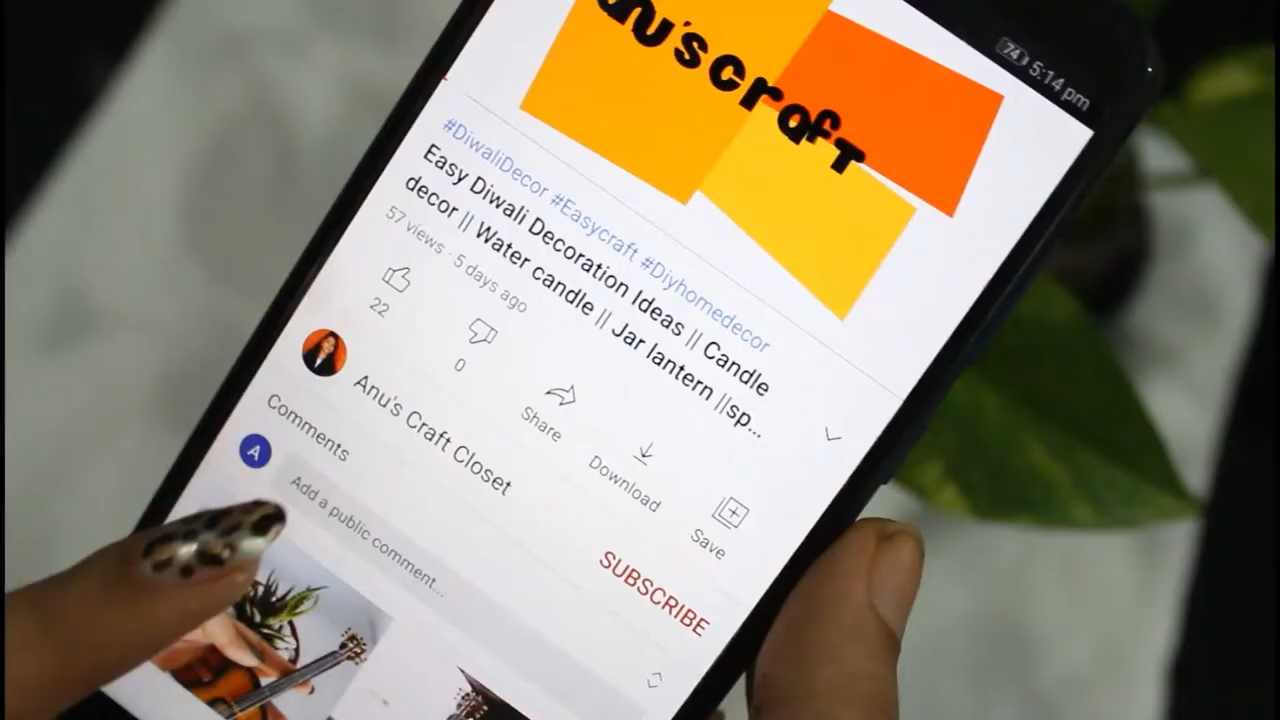 74 5:14 pm
anu's craft
#DiwaliDecor #Easycraft #Diyhomedecor
Easy Diwali Decoration Ideas || Candle
decor || Water candle || Jar lantern ||sp...
57 views · 5 days ago
22
0
Share
Download
Save
Anu's Craft Closet
SUBSCRIBE
Comments
A
Add a public comment...